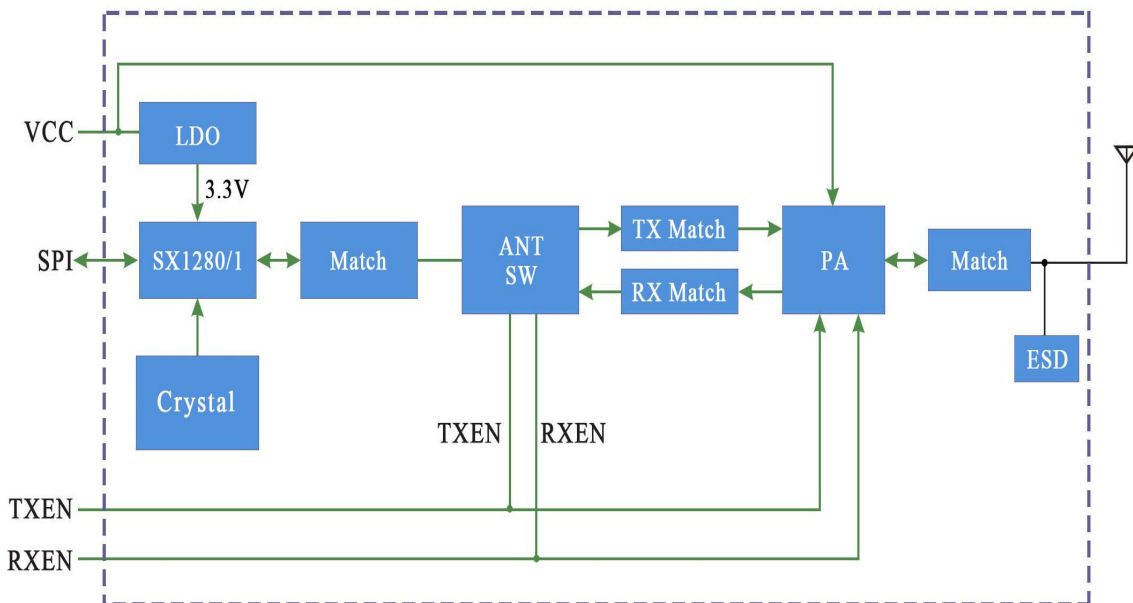 VCC
LDO
3.3V
SPI
SX1280/1
Match
ANT
SW
TX Match
RX Match
PA
Match
ESD
Crystal
TXEN
RXEN
TXEN
RXEN